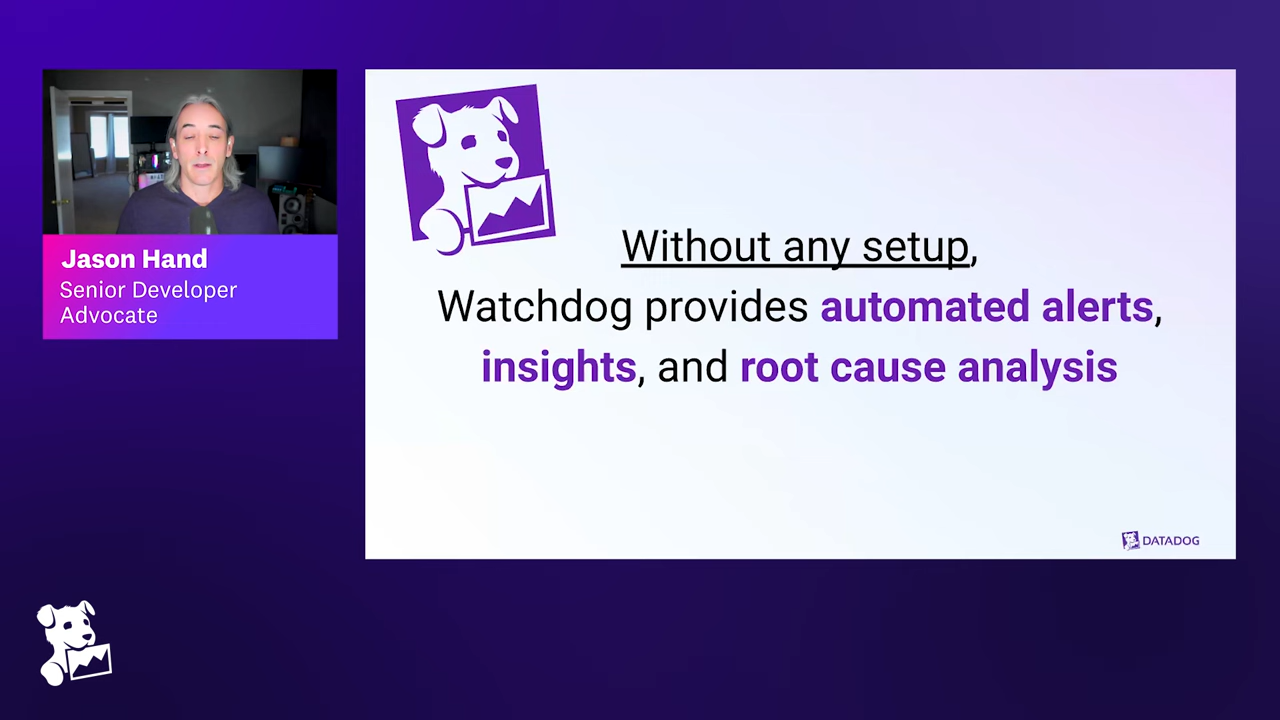 Jason Hand
Senior Developer
Advocate
Without any setup,
Watchdog provides automated alerts,
insights, and root cause analysis
DATADOG